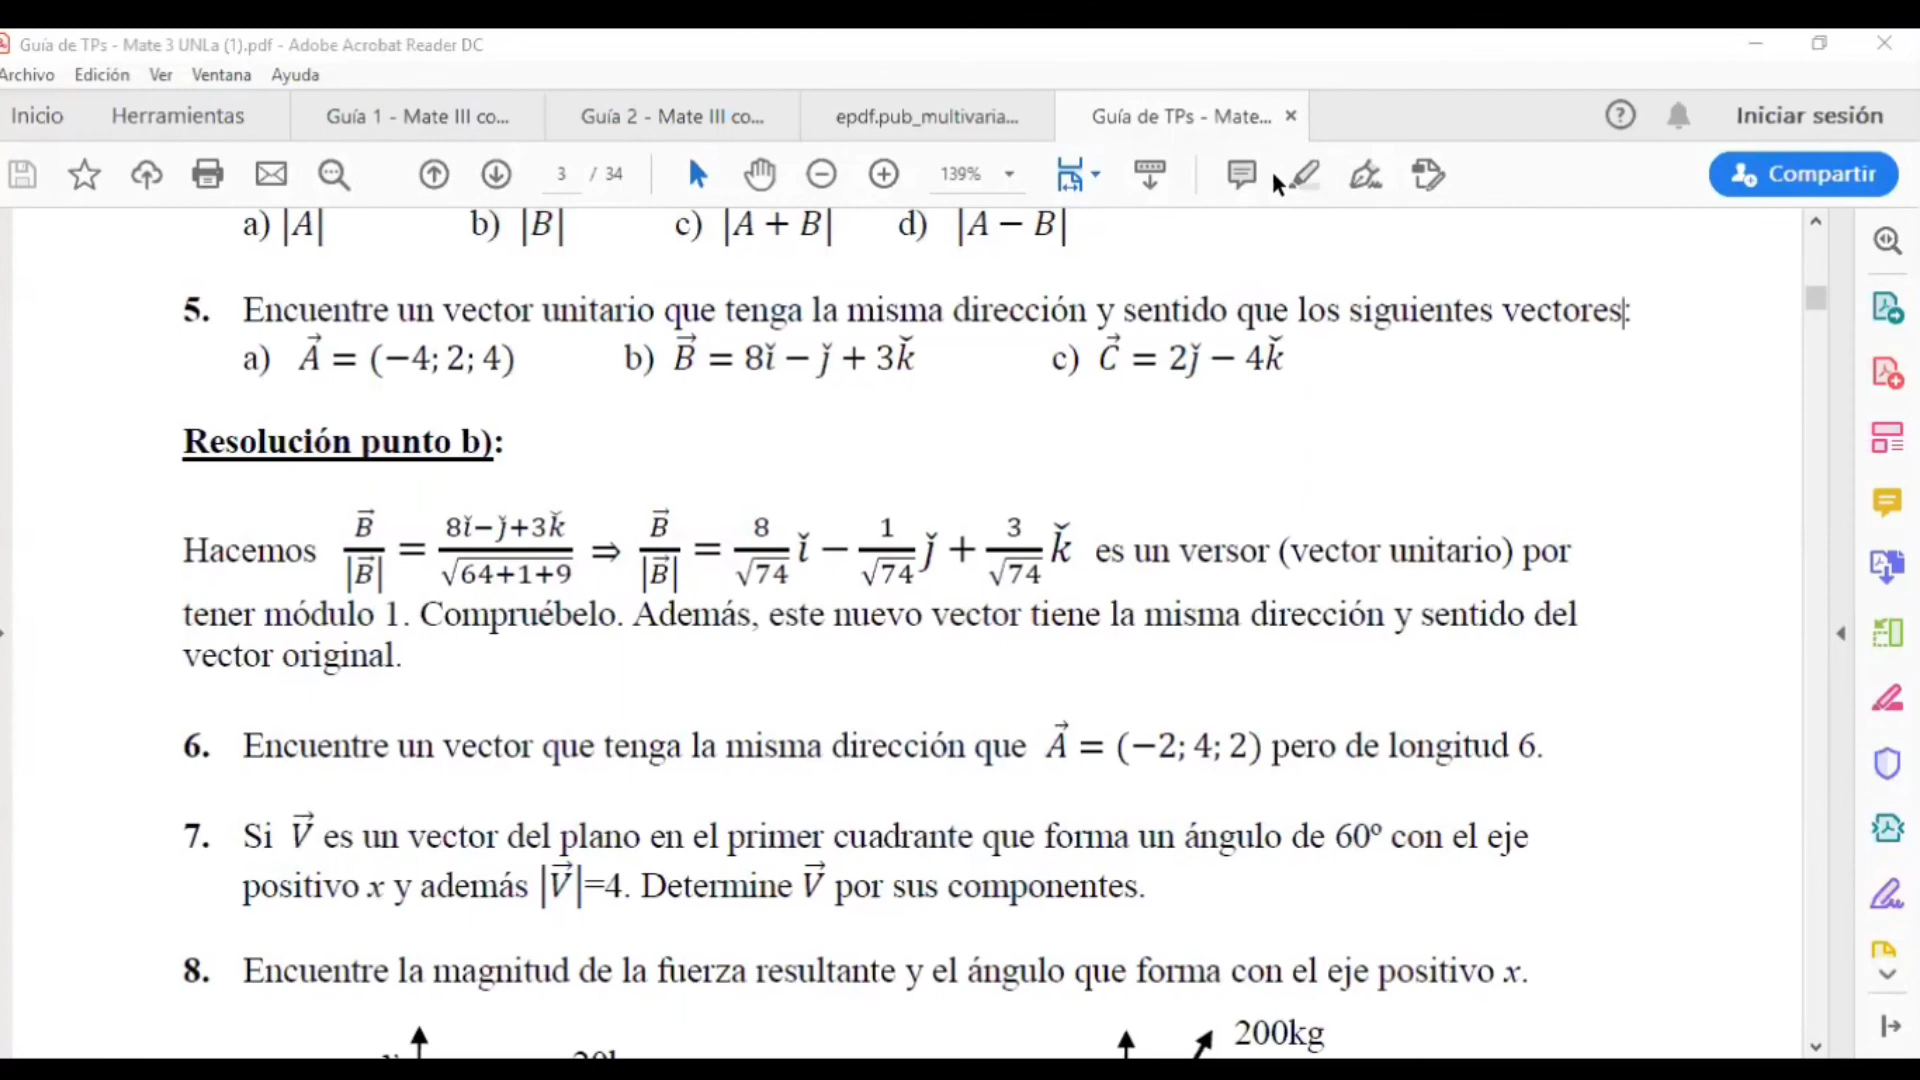 Guía de TPs - Mate 3 UNLa (1).pdf - Adobe Acrobat Reader DC
Archivo Edición Ver Ventana Ayuda
Inicio Herramientas Guía 1 - Mate III co... Guía 2 - Mate III co... epdf.pub_multivaria... Guía de TPs - Mate... × Iniciar sesión
3 / 34 139% Compartir
a) |A| b) |B| c) |A + B| d) |A − B|
5. Encuentre un vector unitario que tenga la misma dirección y sentido que los siguientes vectores:
a) A⃗ = (−4; 2; 4) b) B⃗ = 8ǐ − ǰ + 3ǩ c) C⃗ = 2ǰ − 4ǩ
Resolución punto b):
Hacemos B⃗/|B⃗| = (8ǐ−ǰ+3ǩ)/√(64+1+9) ⇒ B⃗/|B⃗| = 8/√74 ǐ − 1/√74 ǰ + 3/√74 ǩ es un versor (vector unitario) por
tener módulo 1. Compruébelo. Además, este nuevo vector tiene la misma dirección y sentido del
vector original.
6. Encuentre un vector que tenga la misma dirección que A⃗ = (−2; 4; 2) pero de longitud 6.
7. Si V⃗ es un vector del plano en el primer cuadrante que forma un ángulo de 60º con el eje
positivo x y además |V⃗|=4. Determine V⃗ por sus componentes.
8. Encuentre la magnitud de la fuerza resultante y el ángulo que forma con el eje positivo x.
200kg